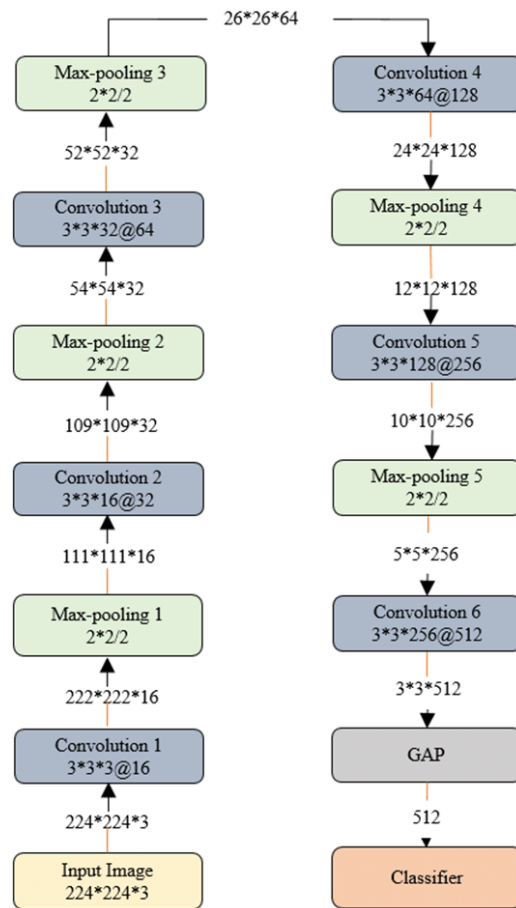 26*26*64
Max-pooling 3
2*2/2
52*52*32
Convolution 3
3*3*32@64
54*54*32
Max-pooling 2
2*2/2
109*109*32
Convolution 2
3*3*16@32
111*111*16
Max-pooling 1
2*2/2
222*222*16
Convolution 1
3*3*3@16
224*224*3
Input Image
224*224*3
Convolution 4
3*3*64@128
24*24*128
Max-pooling 4
2*2/2
12*12*128
Convolution 5
3*3*128@256
10*10*256
Max-pooling 5
2*2/2
5*5*256
Convolution 6
3*3*256@512
3*3*512
GAP
512
Classifier